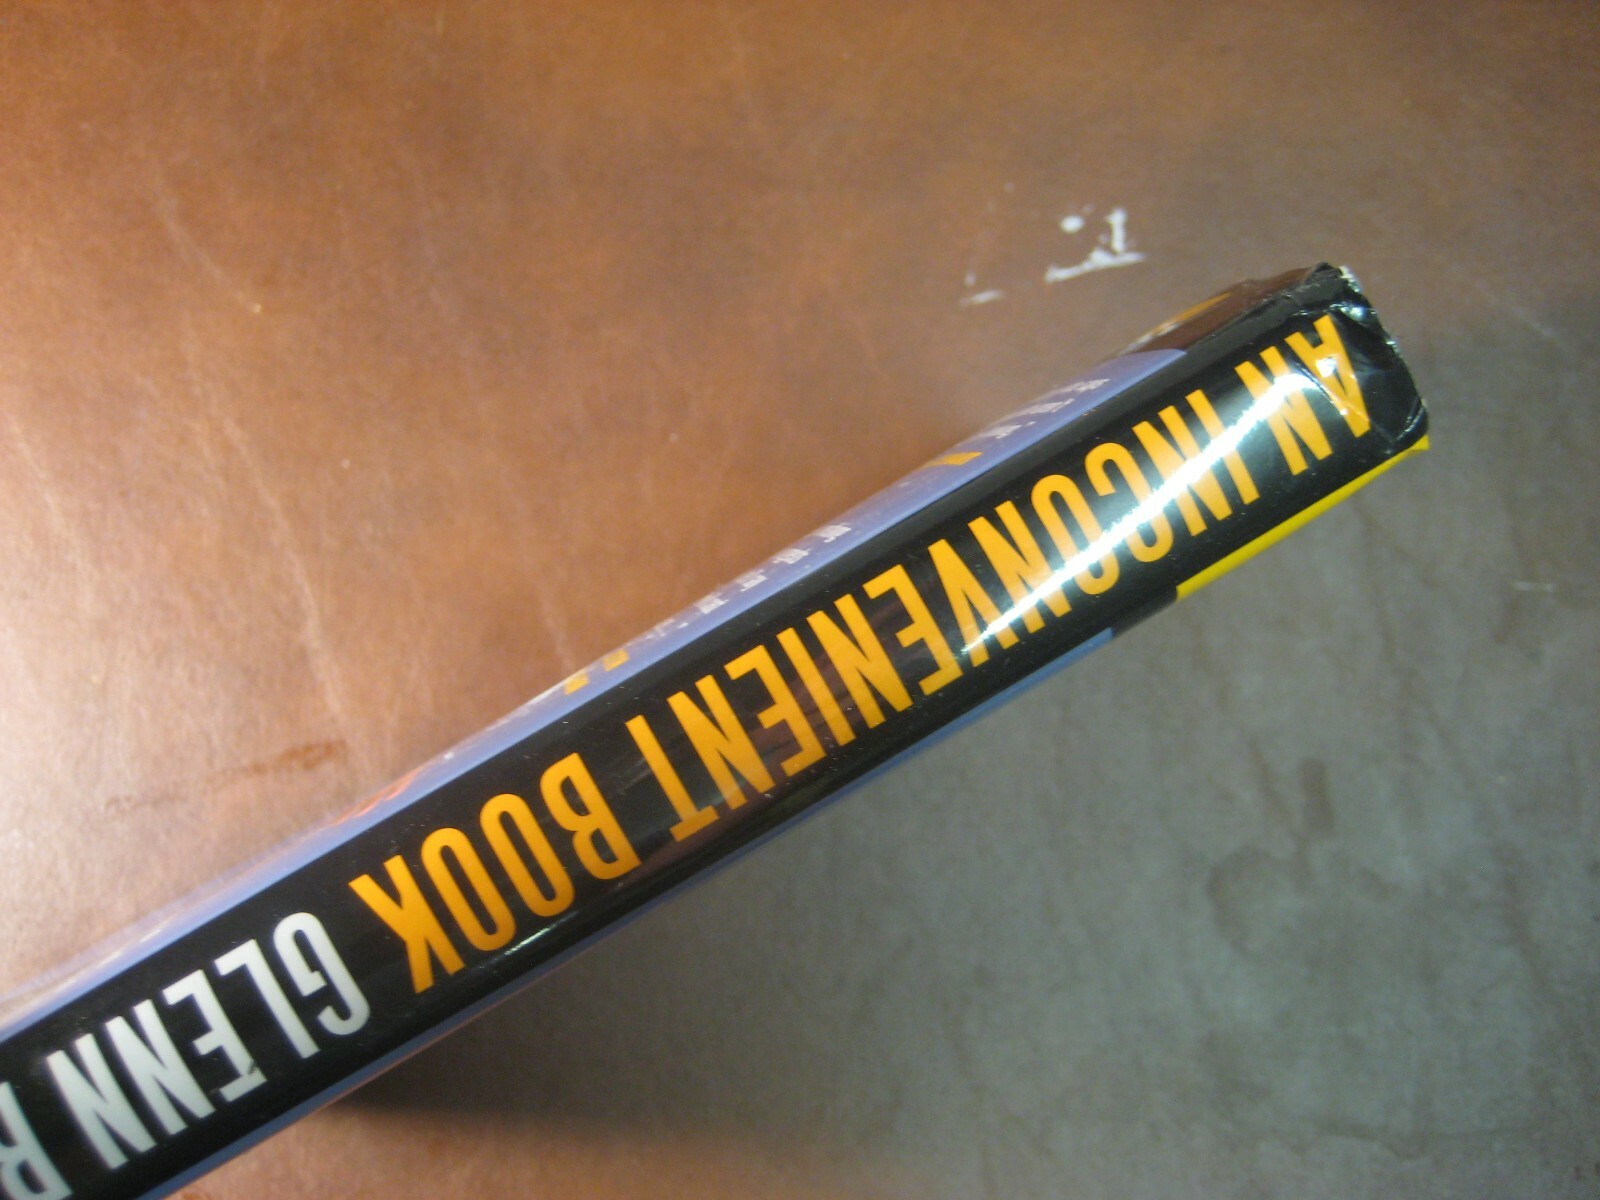 AN INCONVENIENT BOOK GLENN B